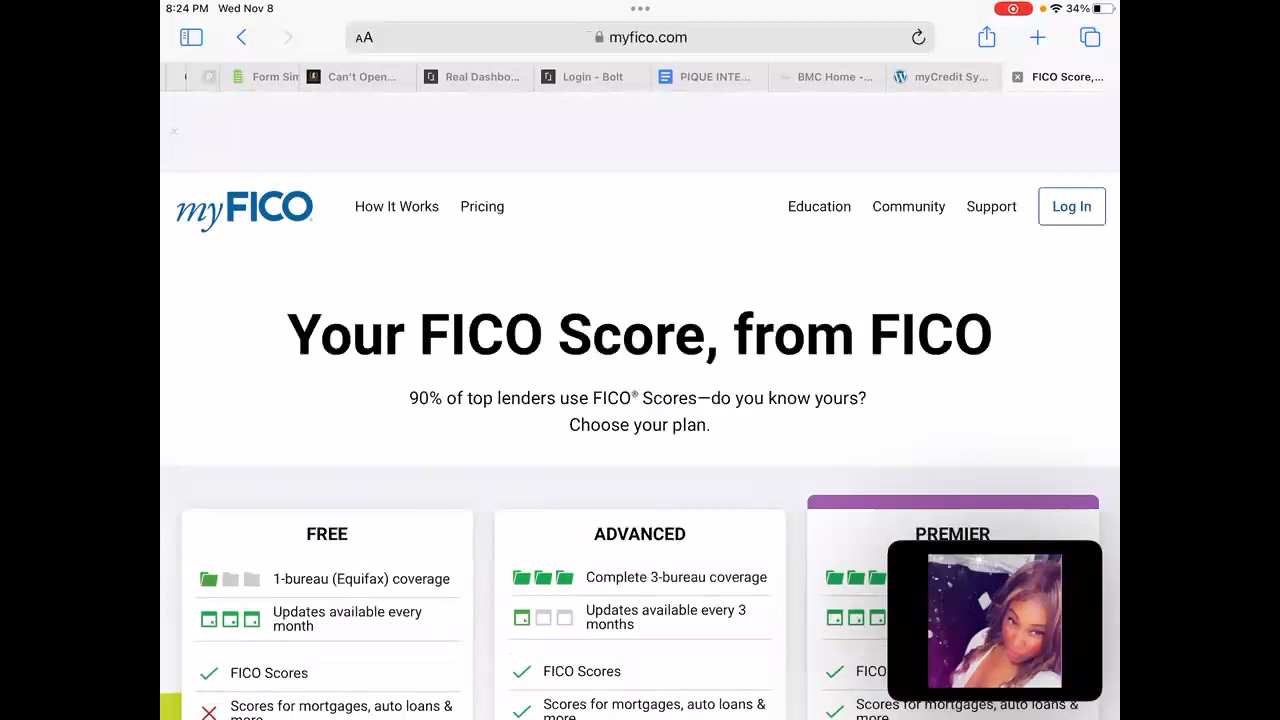 8:24 PM Wed Nov 8
34%
AA
myfico.com
Form Sim
Can't Open...
Real Dashbo...
Login - Bolt
PIQUE INTE...
BMC Home -...
myCredit Sy...
FICO Score,...
myFICO
How It Works
Pricing
Education
Community
Support
Log In
Your FICO Score, from FICO
90% of top lenders use FICO® Scores—do you know yours?
Choose your plan.
FREE
1-bureau (Equifax) coverage
Updates available every
month
FICO Scores
Scores for mortgages, auto loans &
more
ADVANCED
Complete 3-bureau coverage
Updates available every 3
months
FICO Scores
Scores for mortgages, auto loans &
more
PREMIER
FICO
Scores for mortgages, auto loans &
more